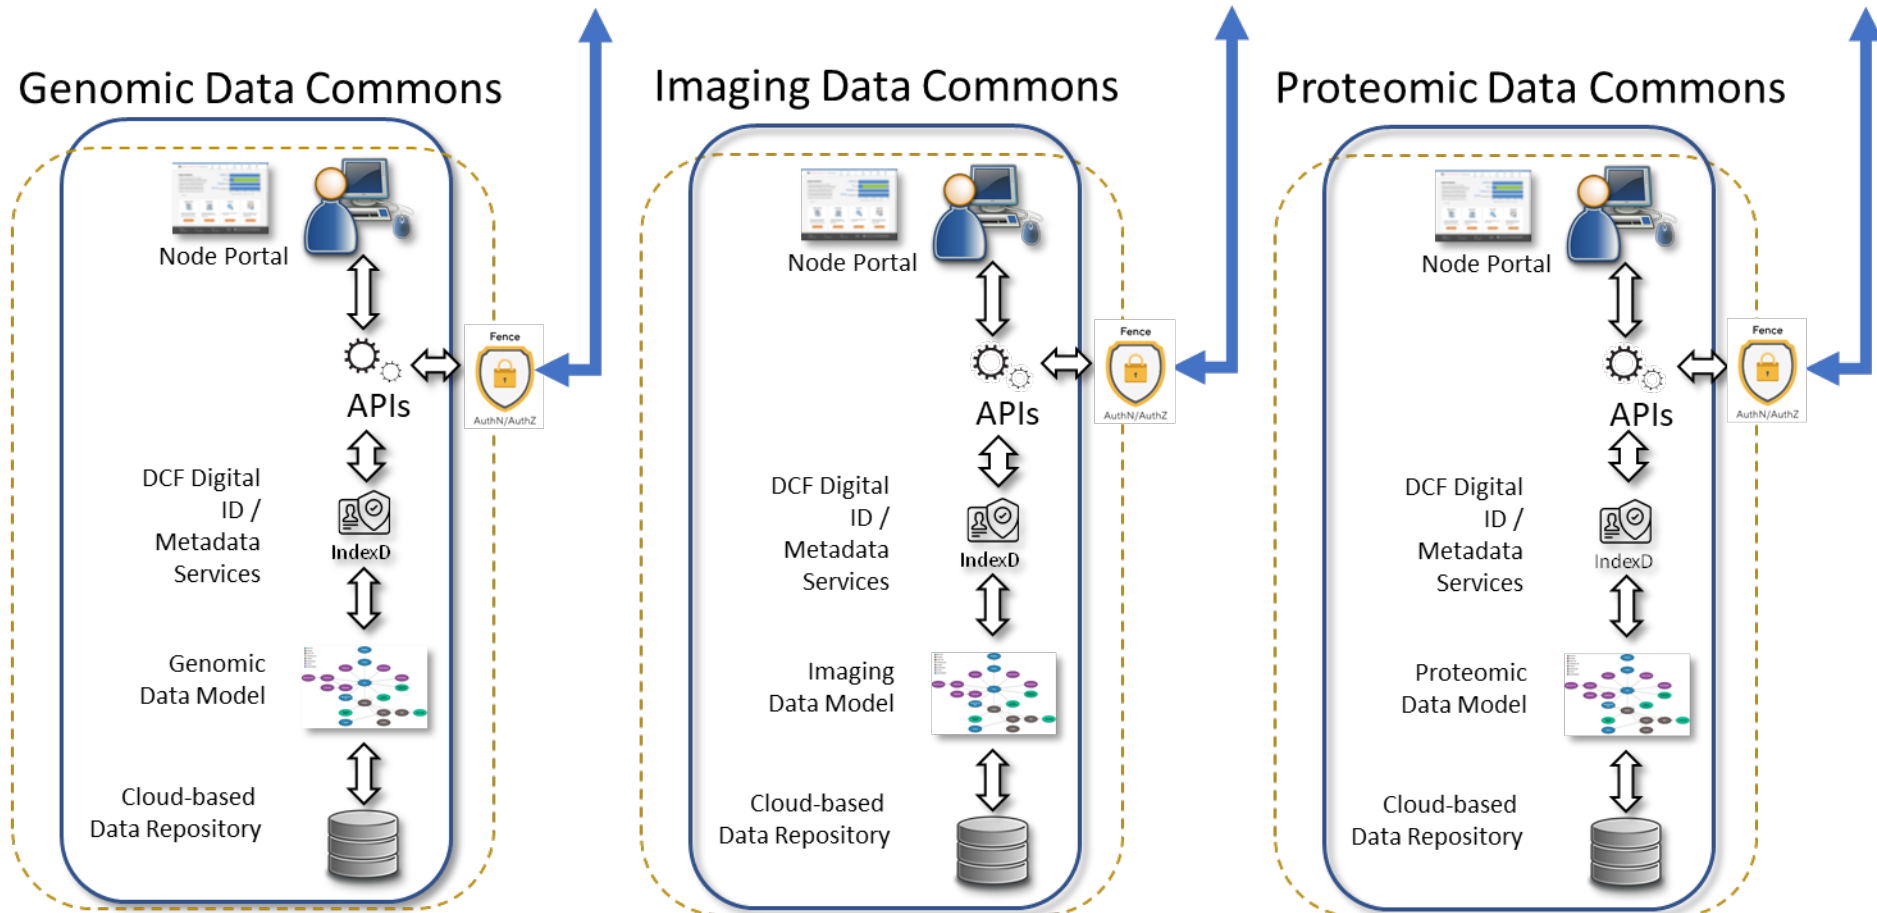 Genomic Data Commons
Node Portal
Fence
AuthN/AuthZ
APIs
DCF Digital
ID /
Metadata
Services
IndexD
Genomic
Data Model
Cloud-based
Data Repository
Imaging Data Commons
Node Portal
Fence
AuthN/AuthZ
APIs
DCF Digital
ID /
Metadata
Services
IndexD
Imaging
Data Model
Cloud-based
Data Repository
Proteomic Data Commons
Node Portal
Fence
AuthN/AuthZ
APIs
DCF Digital
ID /
Metadata
Services
IndexD
Proteomic
Data Model
Cloud-based
Data Repository